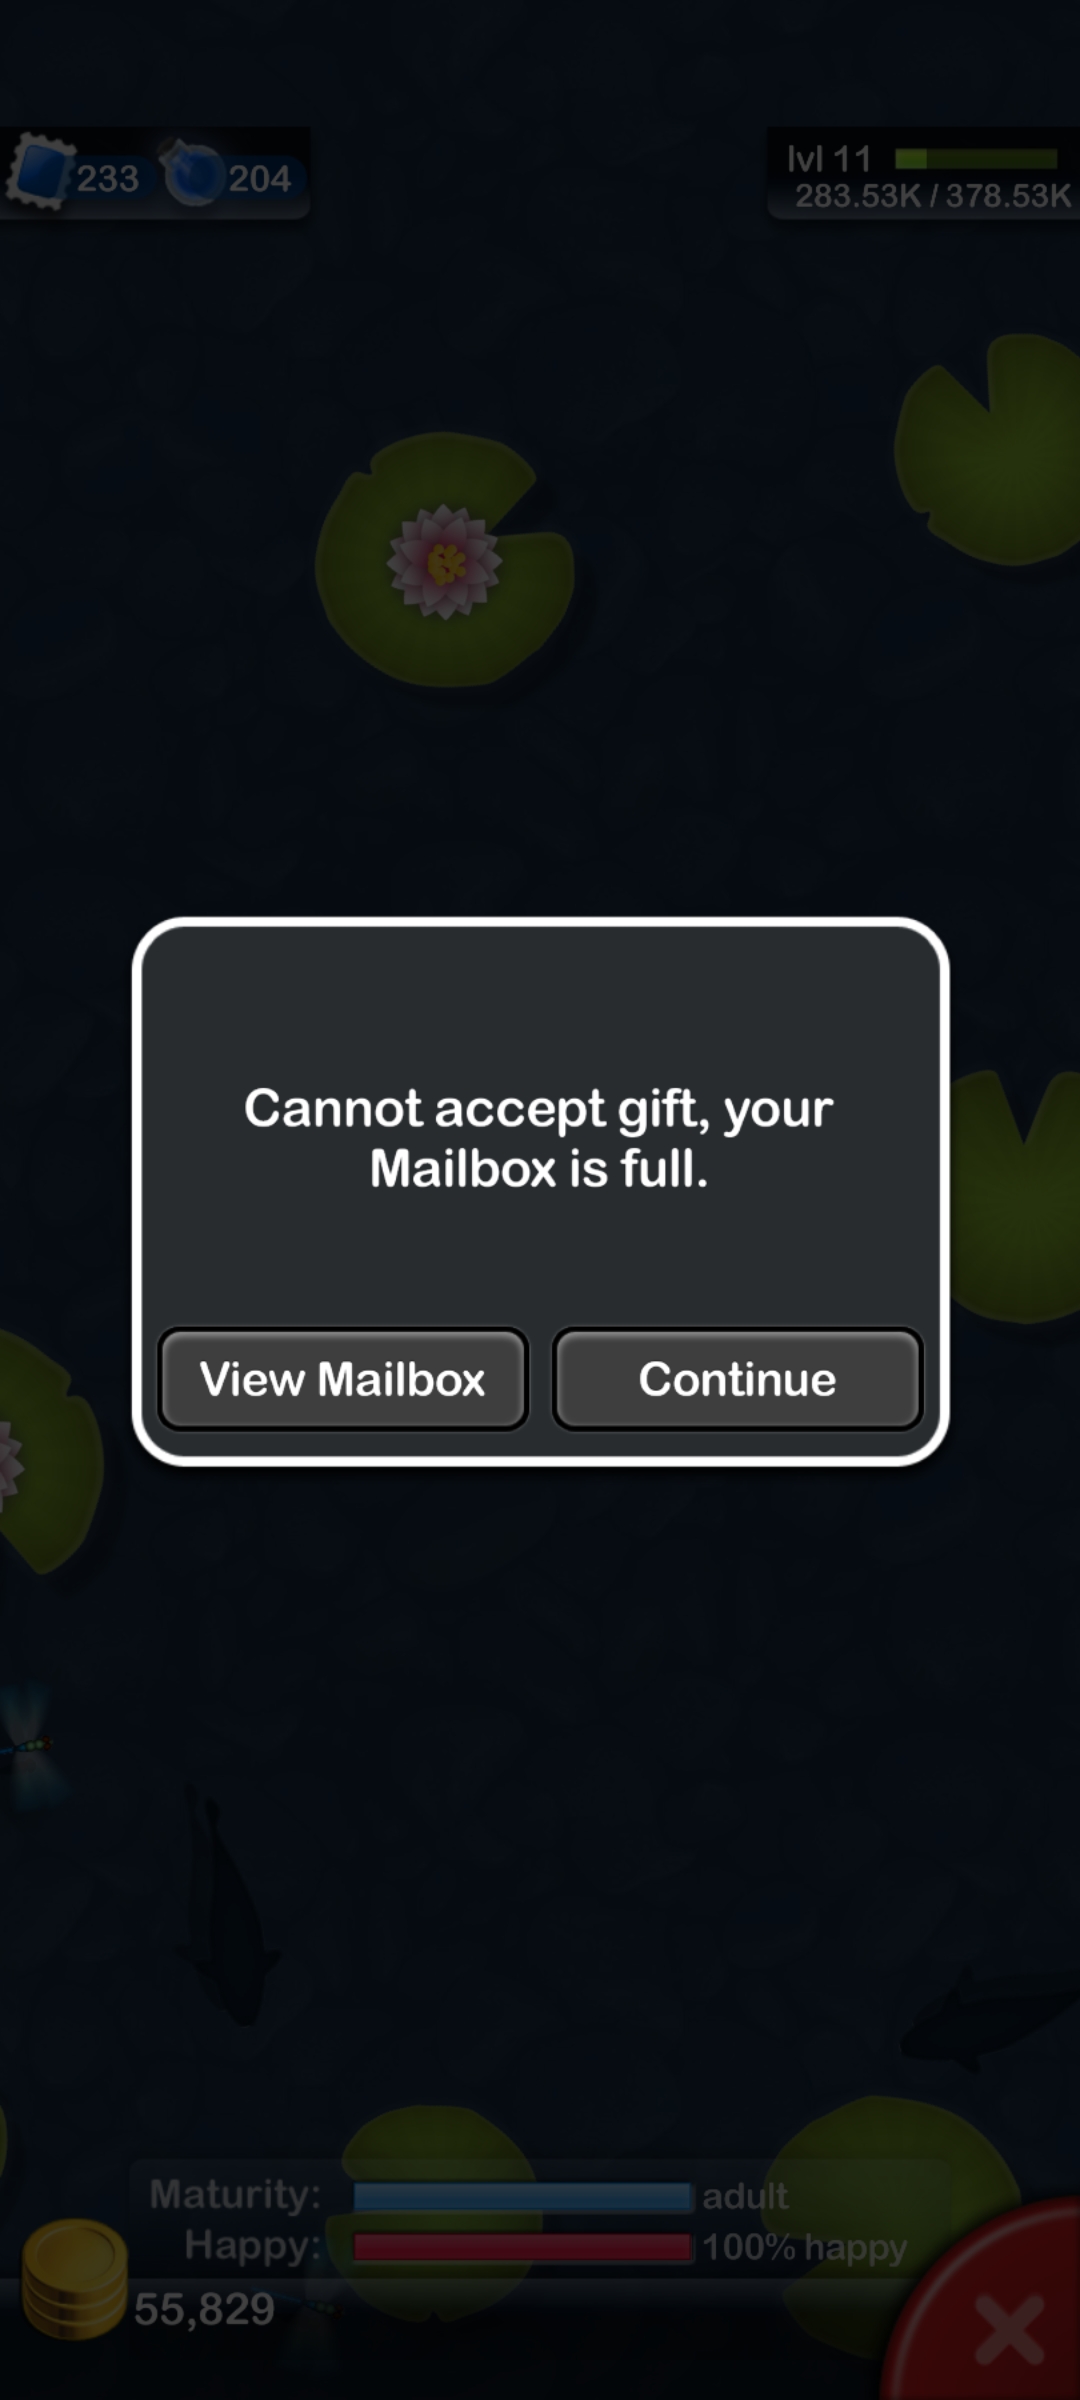 233 204
lvl 11
283.53K / 378.53K
Cannot accept gift, your
Mailbox is full.
View Mailbox Continue
Maturity: adult
Happy: 100% happy
55,829